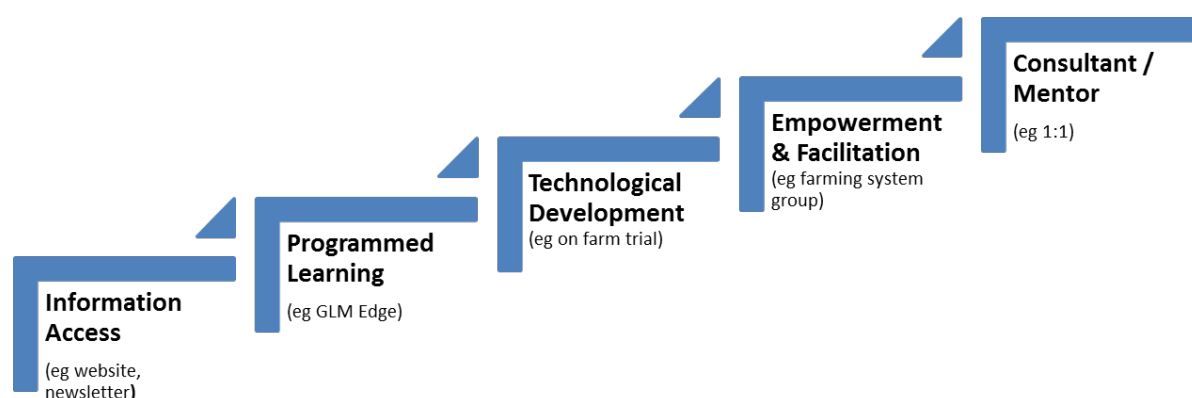 Information
Access
(eg website,
newsletter)
Programmed
Learning
(eg GLM Edge)
Technological
Development
(eg on farm trial)
Empowerment
& Facilitation
(eg farming system
group)
Consultant /
Mentor
(eg 1:1)